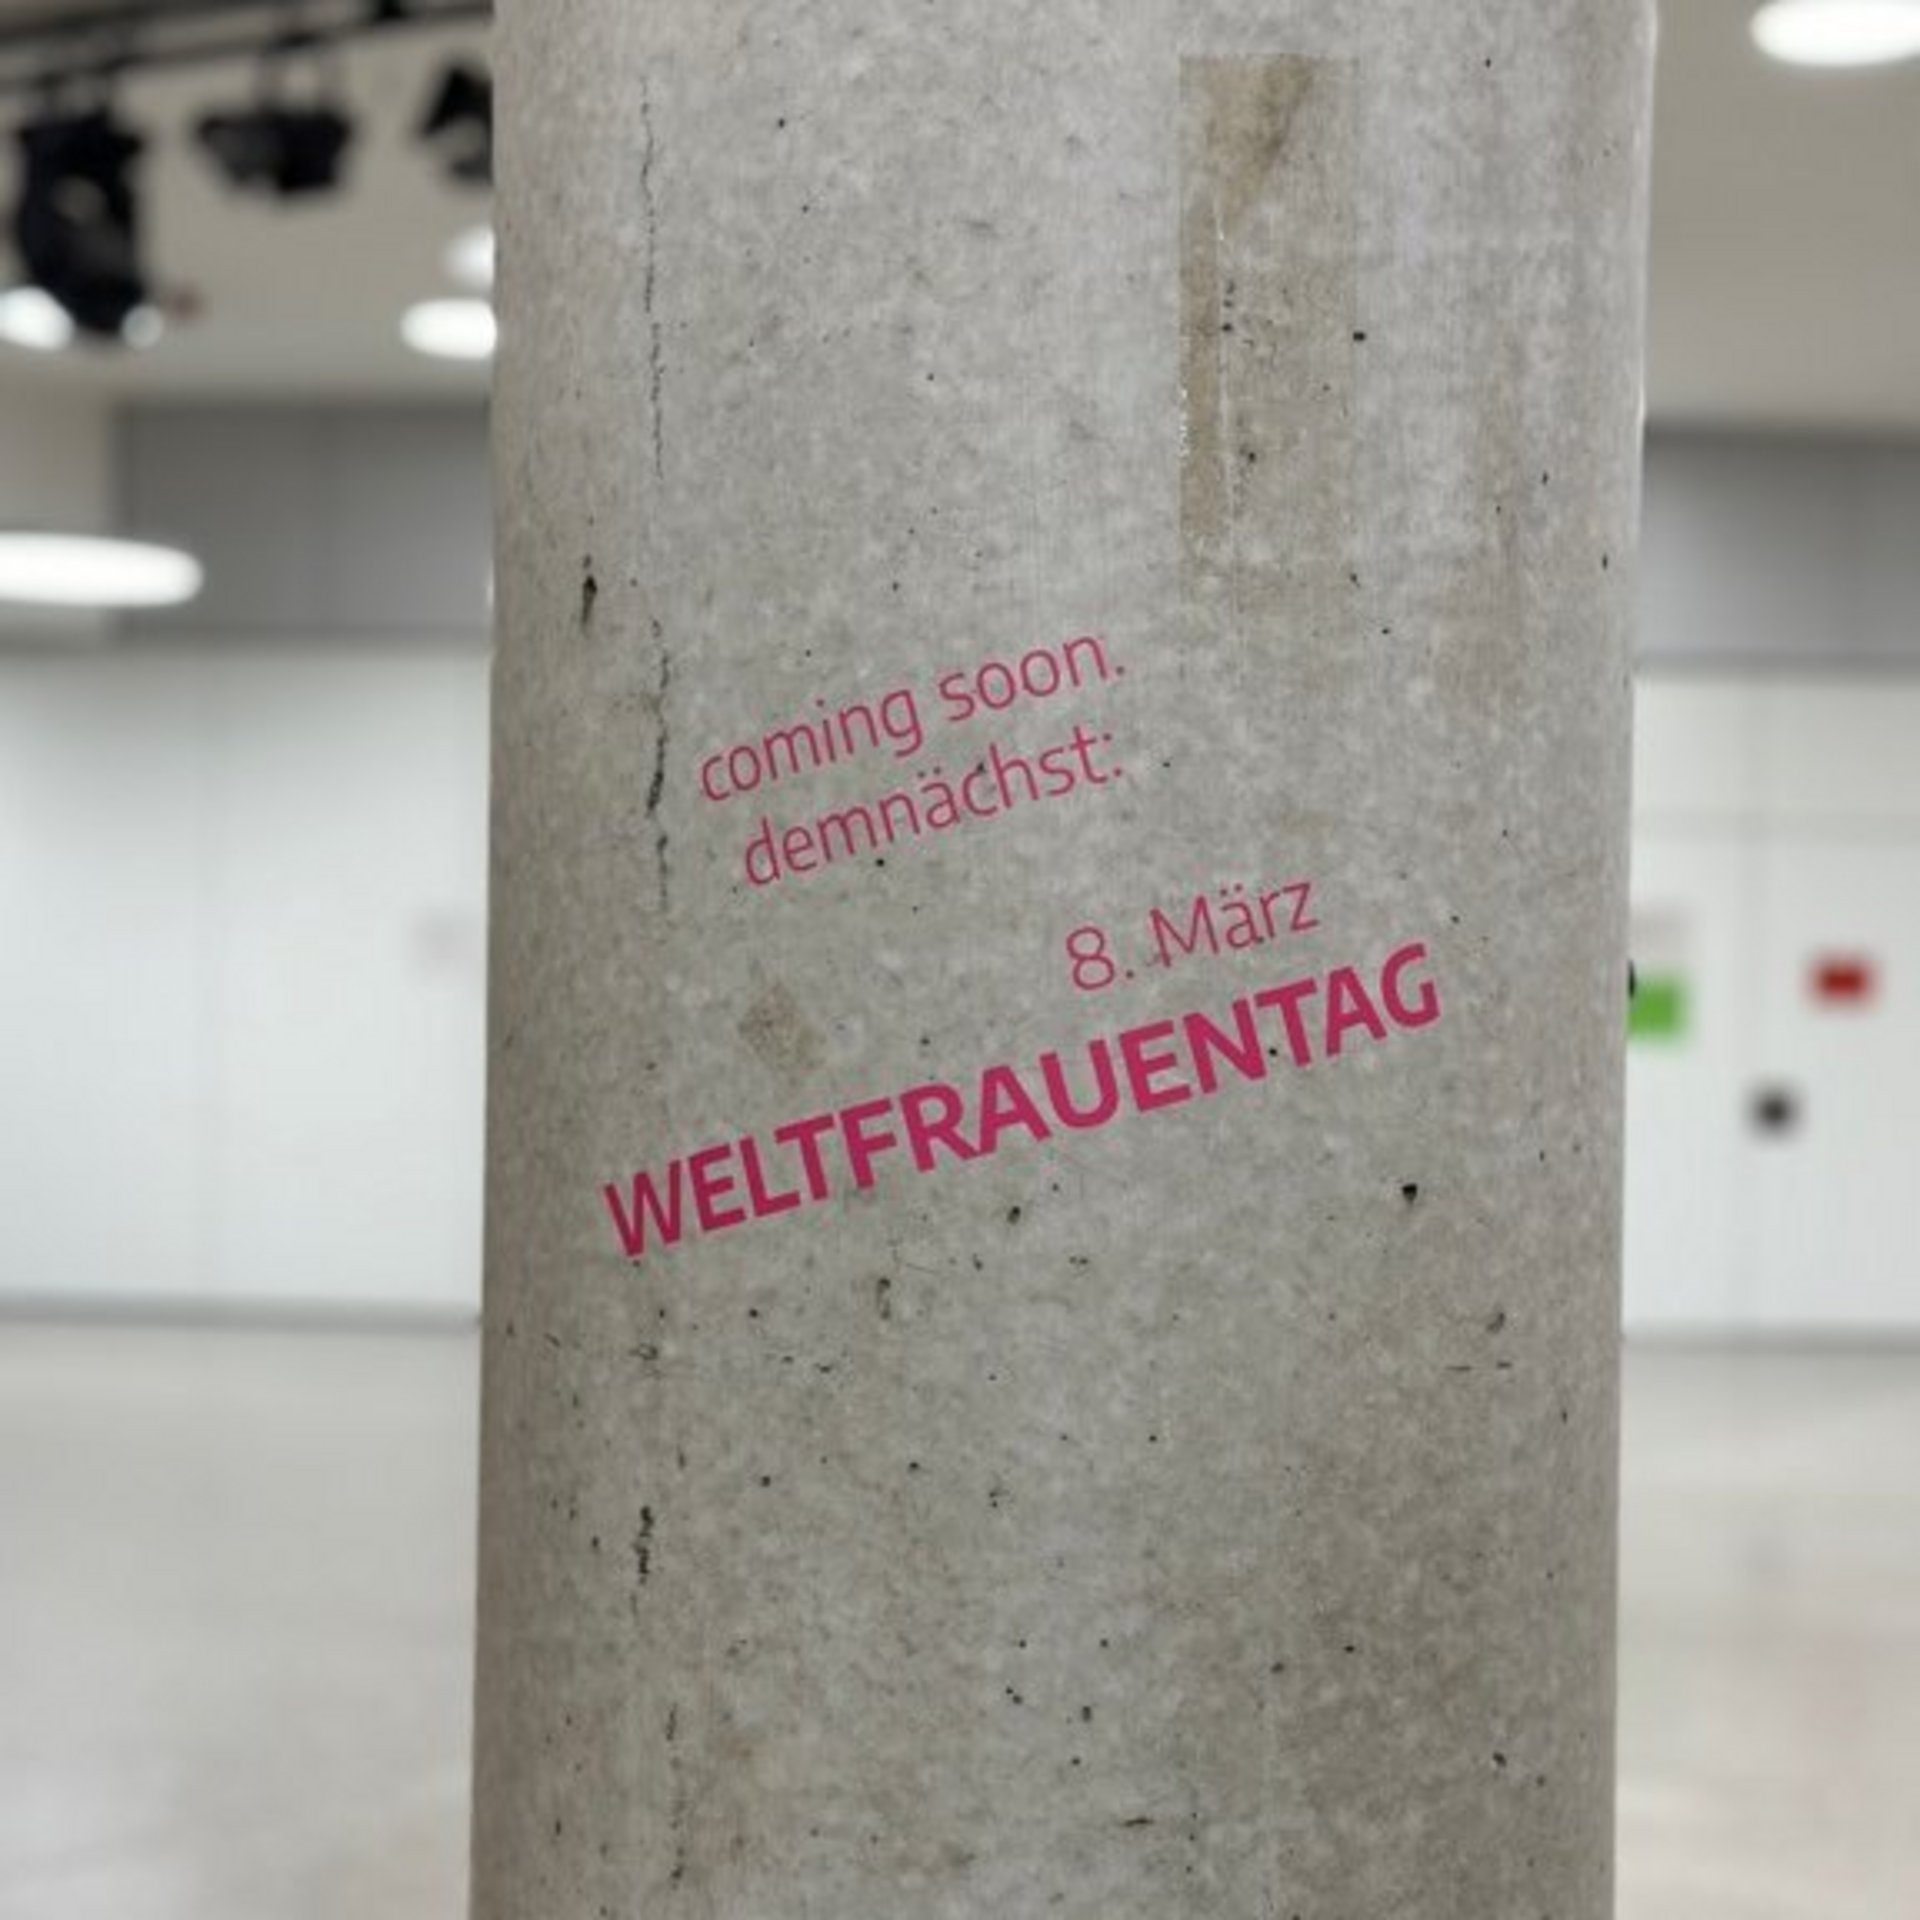 coming soon.
demnächst:
8. März
WELTFRAUENTAG